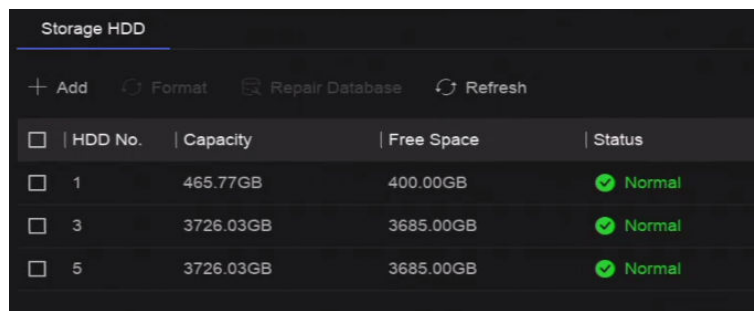 Storage HDD
Add Format Repair Database Refresh
HDD No. Capacity Free Space Status
1 465.77GB 400.00GB Normal
3 3726.03GB 3685.00GB Normal
5 3726.03GB 3685.00GB Normal